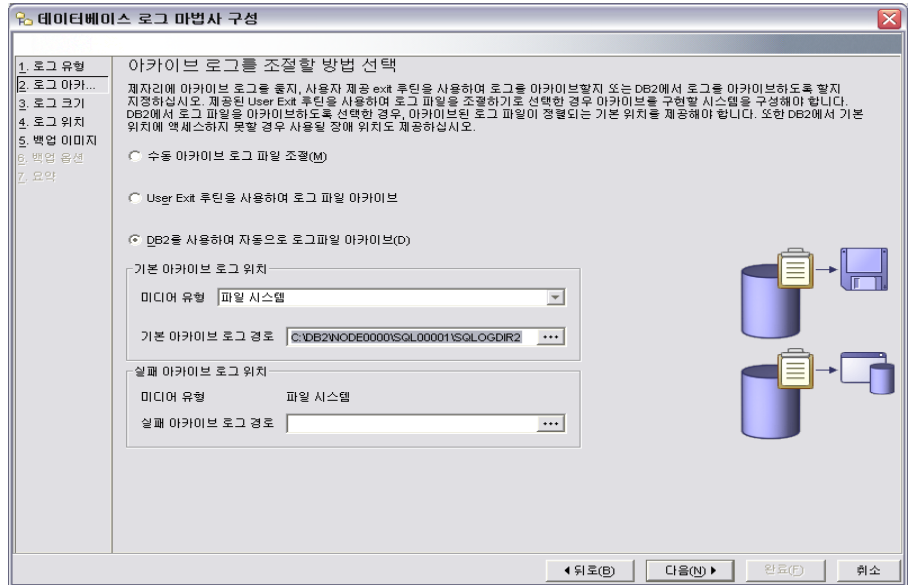 데이터베이스 로그 마법사 구성
1. 로그 유형
2. 로그 아카...
3. 로그 크기
4. 로그 위치
5. 백업 이미지
6. 백업 옵션
7. 요약
아카이브 로그를 조절할 방법 선택
제자리에 아카이브 로그를 둘지, 사용자 제공 exit 루틴을 사용하여 로그를 아카이브할지 또는 DB2에서 로그를 아카이브하도록 할지
지정하십시오. 제공된 User Exit 루틴을 사용하여 로그 파일을 조절하기로 선택한 경우 아카이브를 구현할 시스템을 구성해야 합니다.
DB2에서 로그 파일을 아카이브하도록 선택한 경우, 아카이브된 로그 파일이 정렬되는 기본 위치를 제공해야 합니다. 또한 DB2에서 기본
위치에 액세스하지 못할 경우 사용될 장애 위치도 제공하십시오.
수동 아카이브 로그 파일 조절(M)
User Exit 루틴을 사용하여 로그 파일 아카이브
DB2를 사용하여 자동으로 로그파일 아카이브(D)
기본 아카이브 로그 위치
미디어 유형 파일 시스템
기본 아카이브 로그 경로 C:\DB2\NODE0000\SQL00001\SQLOGDIR2 ...
실패 아카이브 로그 위치
미디어 유형 파일 시스템
실패 아카이브 로그 경로 ...
뒤로(B) 다음(N) 완료(F) 취소